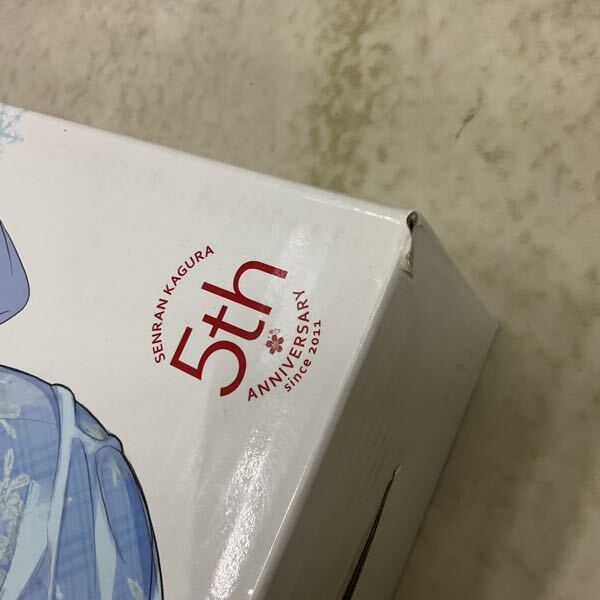 SENRAN KAGURA
5th
ANNIVERSARY
since 2011